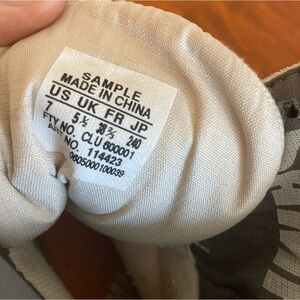 SAMPLE
MADE IN CHINA
US UK FR JP
7 5½ 38⅔ 240
FTY NO. CLU 600001
ART NO. 114423
0605000100039